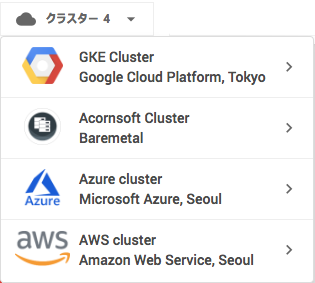 クラスター 4
GKE Cluster
Google Cloud Platform, Tokyo
Acornsoft Cluster
Baremetal
Azure cluster
Microsoft Azure, Seoul
Azure
AWS cluster
Amazon Web Service, Seoul
aws